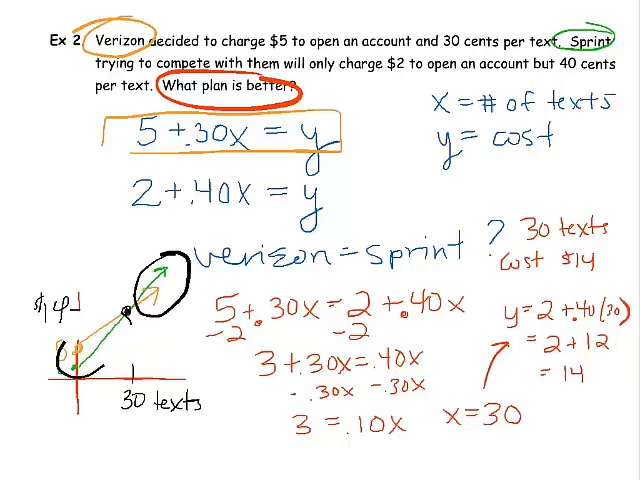 Ex 2 Verizon decided to charge $5 to open an account and 30 cents per text. Sprint
trying to compete with them will only charge $2 to open an account but 40 cents
per text. What plan is better?
x = # of texts
y = cost
5 + .30x = y
2 + .40x = y
verizon = sprint ?
30 texts
cost $14
$14
5
30 texts
5 + .30x = 2 + .40x
-2 -2
3 + .30x = .40x
- .30x - .30x
3 = .10x
x = 30
y = 2 + .40(30)
= 2 + 12
= 14